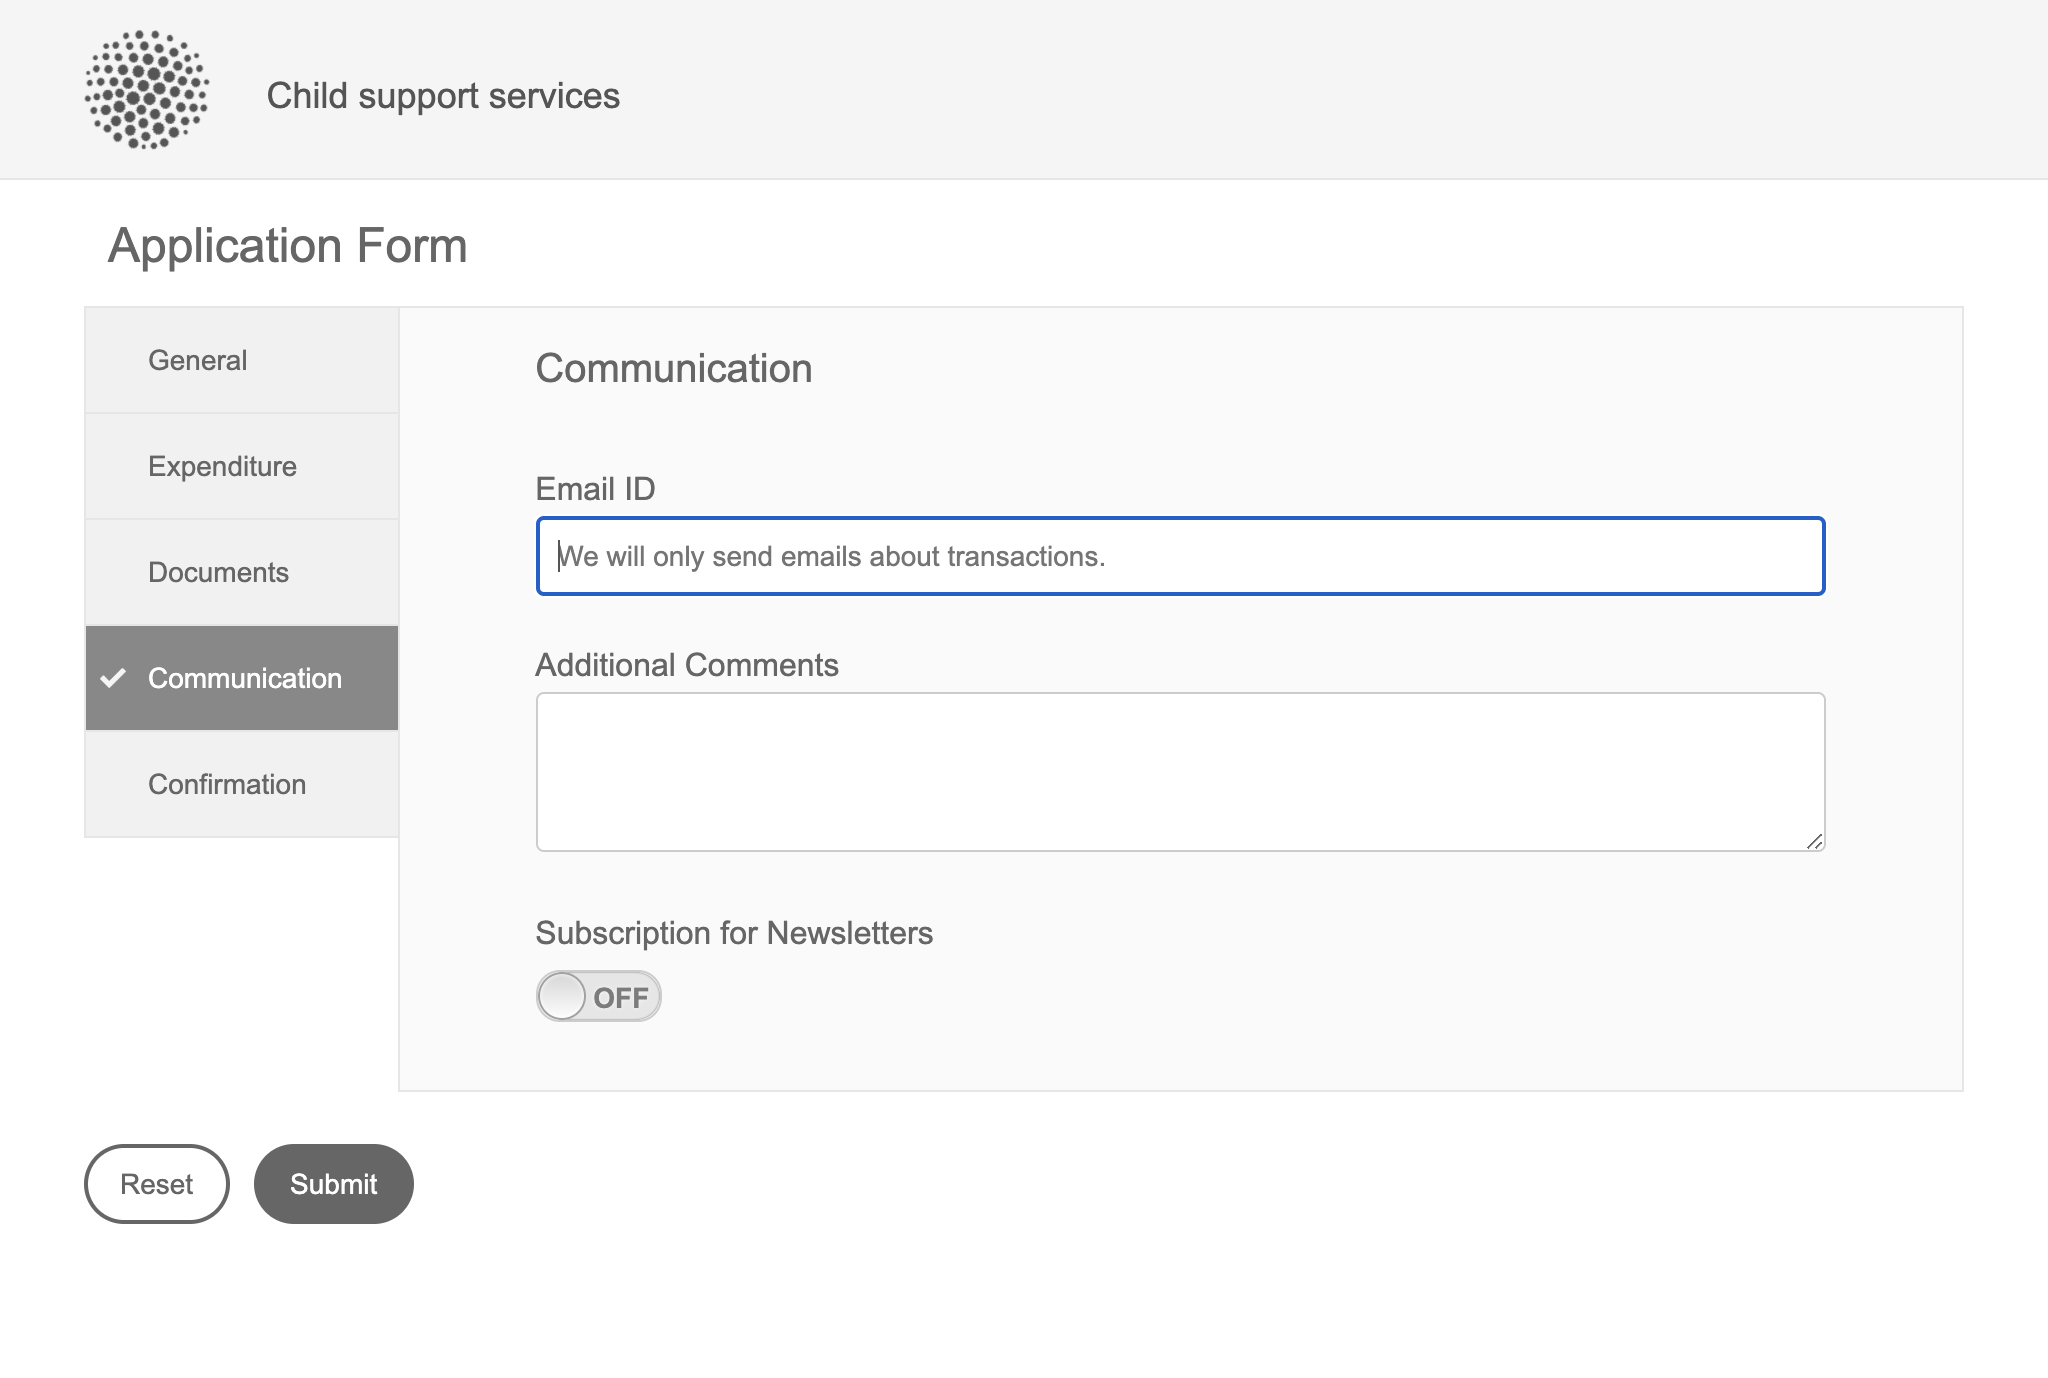 Child support services
Application Form
General
Expenditure
Documents
Communication
Confirmation
Communication
Email ID
We will only send emails about transactions.
Additional Comments
Subscription for Newsletters
OFF
Reset
Submit